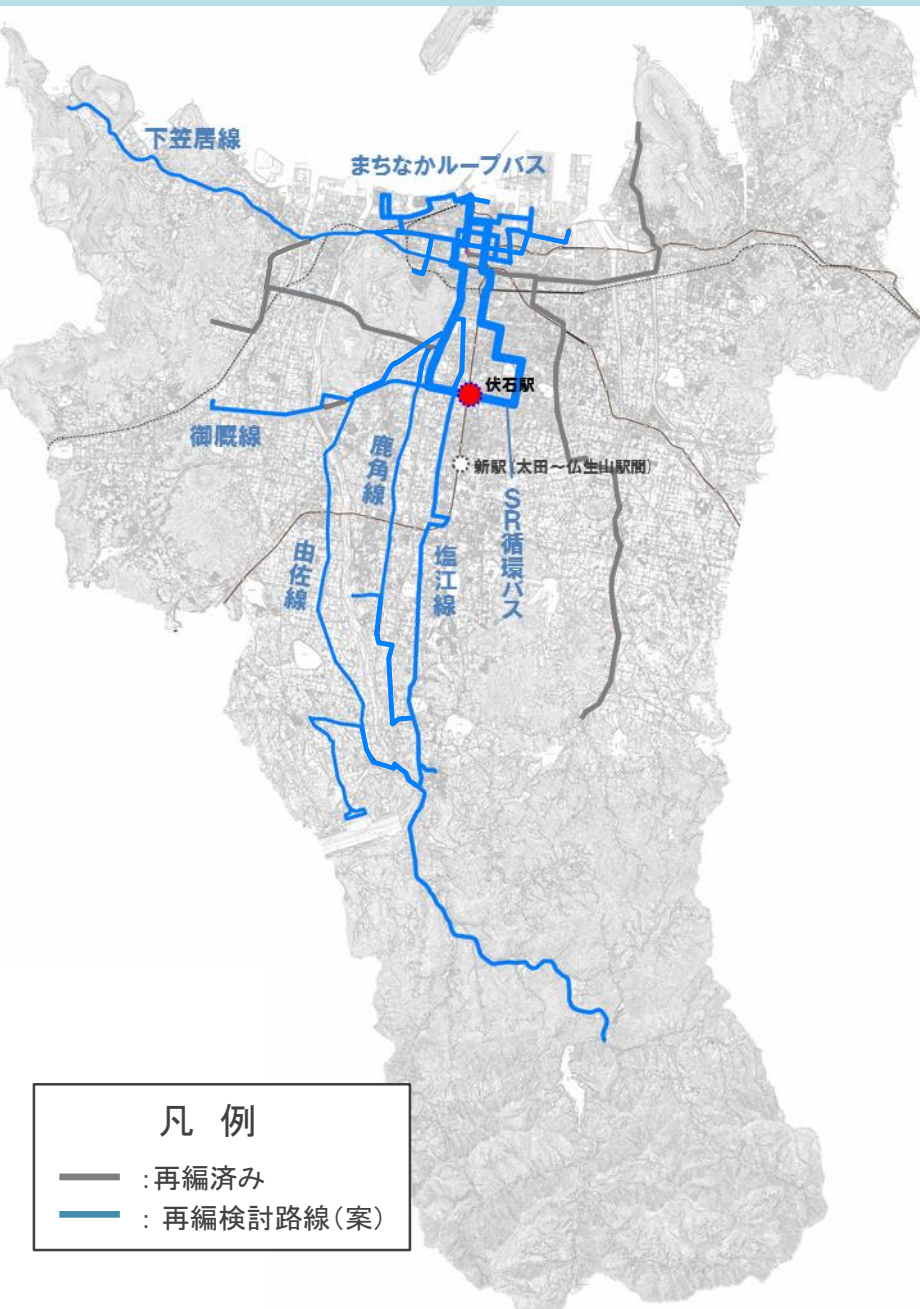 下笠居線
まちなかループバス
伏石駅
御厩線
鹿角線
新駅(太田～仏生山駅間)
SR循環バス
由佐線
塩江線
凡 例
:再編済み
: 再編検討路線(案)